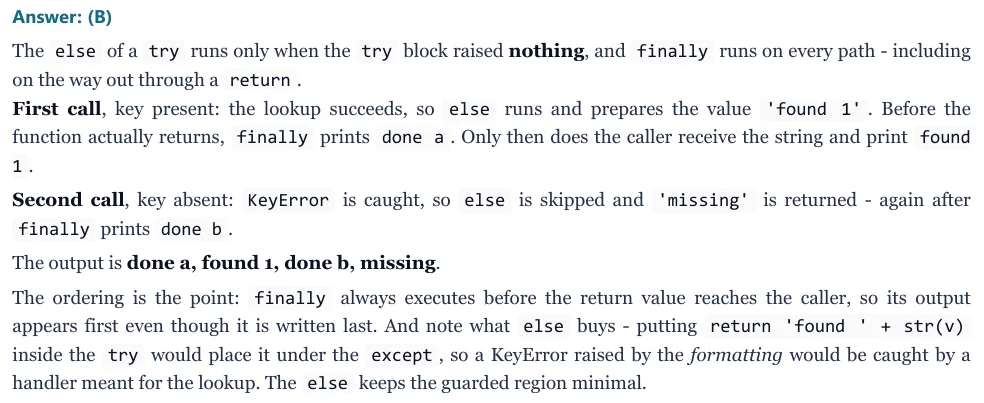 Answer: (B)
The else of a try runs only when the try block raised nothing, and finally runs on every path - including
on the way out through a return .
First call, key present: the lookup succeeds, so else runs and prepares the value 'found 1' . Before the
function actually returns, finally prints done a . Only then does the caller receive the string and print found
1 .
Second call, key absent: KeyError is caught, so else is skipped and 'missing' is returned - again after
finally prints done b .
The output is done a, found 1, done b, missing.
The ordering is the point: finally always executes before the return value reaches the caller, so its output
appears first even though it is written last. And note what else buys - putting return 'found ' + str(v)
inside the try would place it under the except , so a KeyError raised by the formatting would be caught by a
handler meant for the lookup. The else keeps the guarded region minimal.